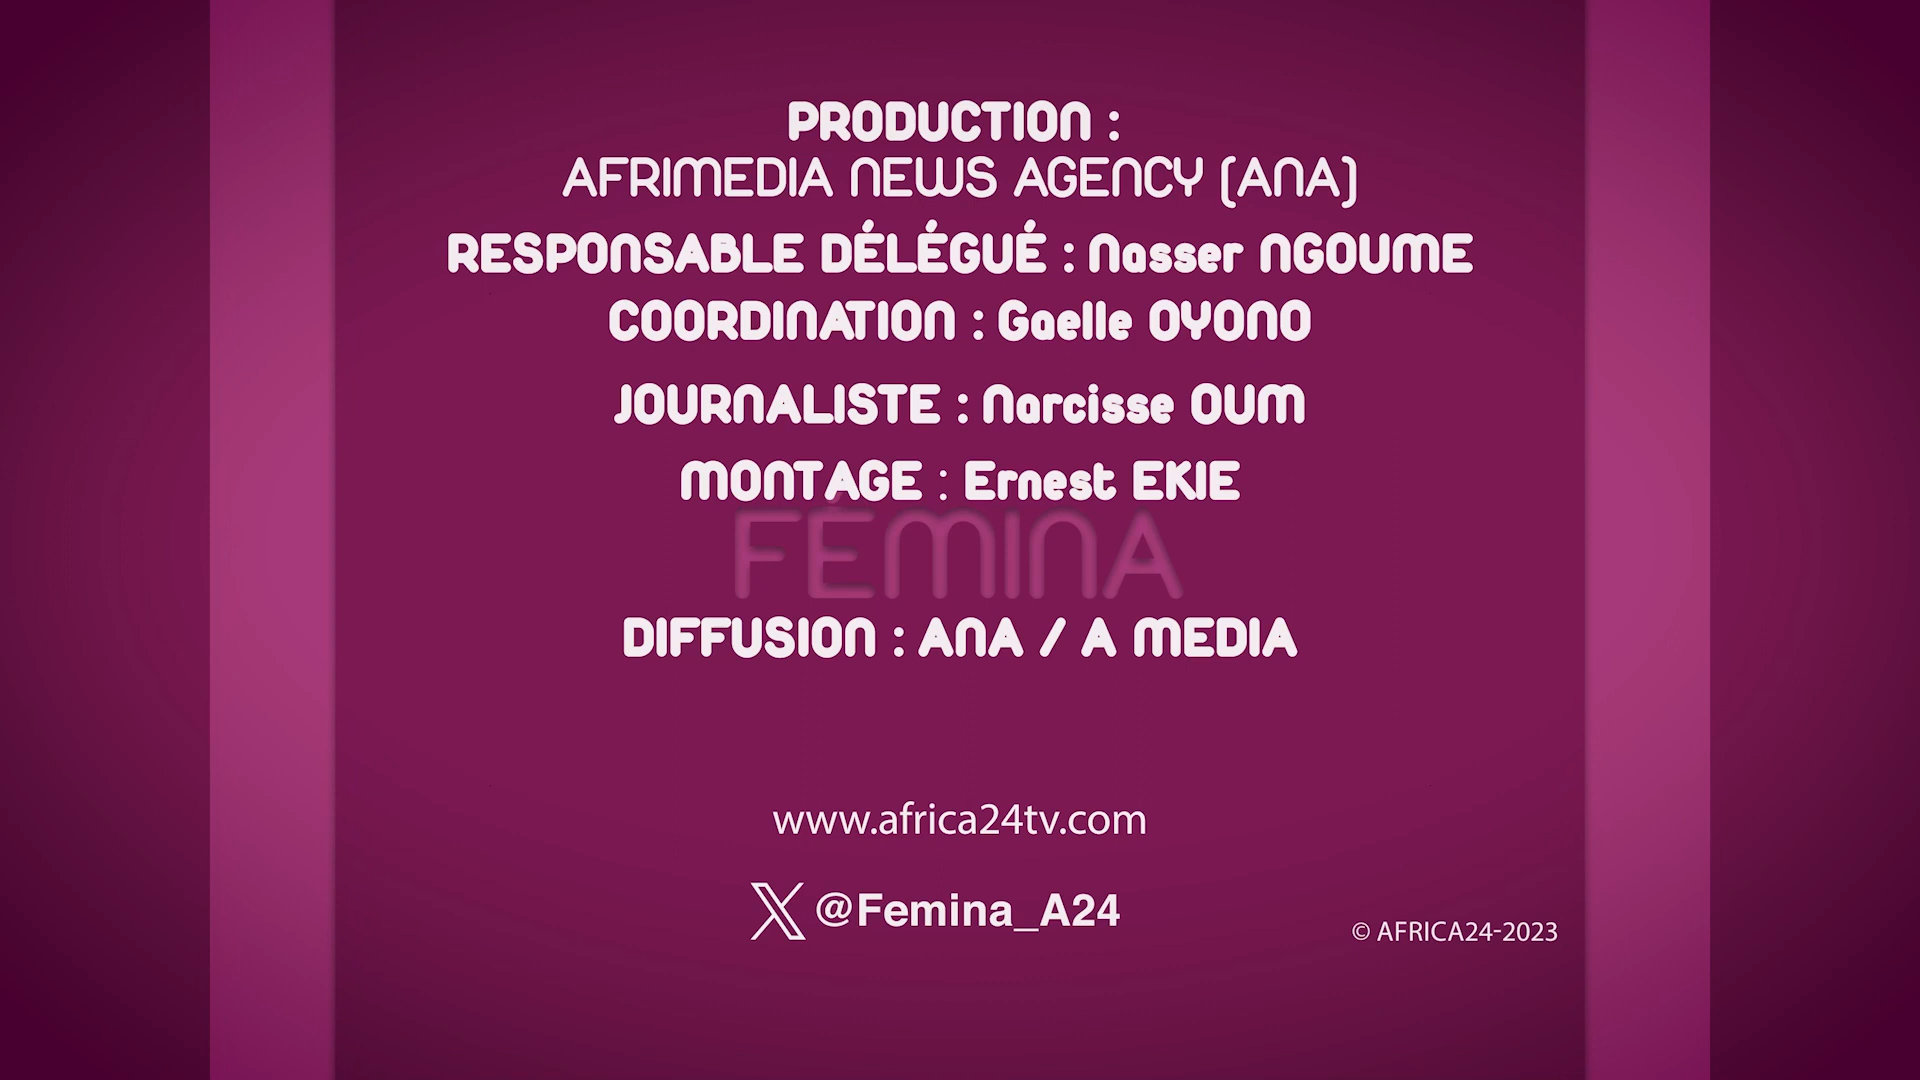 PRODUCTION :
AFRIMEDIA NEWS AGENCY (ANA)
RESPONSABLE DÉLÉGUÉ : Nasser NGOUME
COORDINATION : Gaelle OYONO
JOURNALISTE : Narcisse OUM
MONTAGE : Ernest EKIE
FÉMINA
DIFFUSION : ANA / A MEDIA
www.africa24tv.com
X @Femina_A24
© AFRICA24-2023